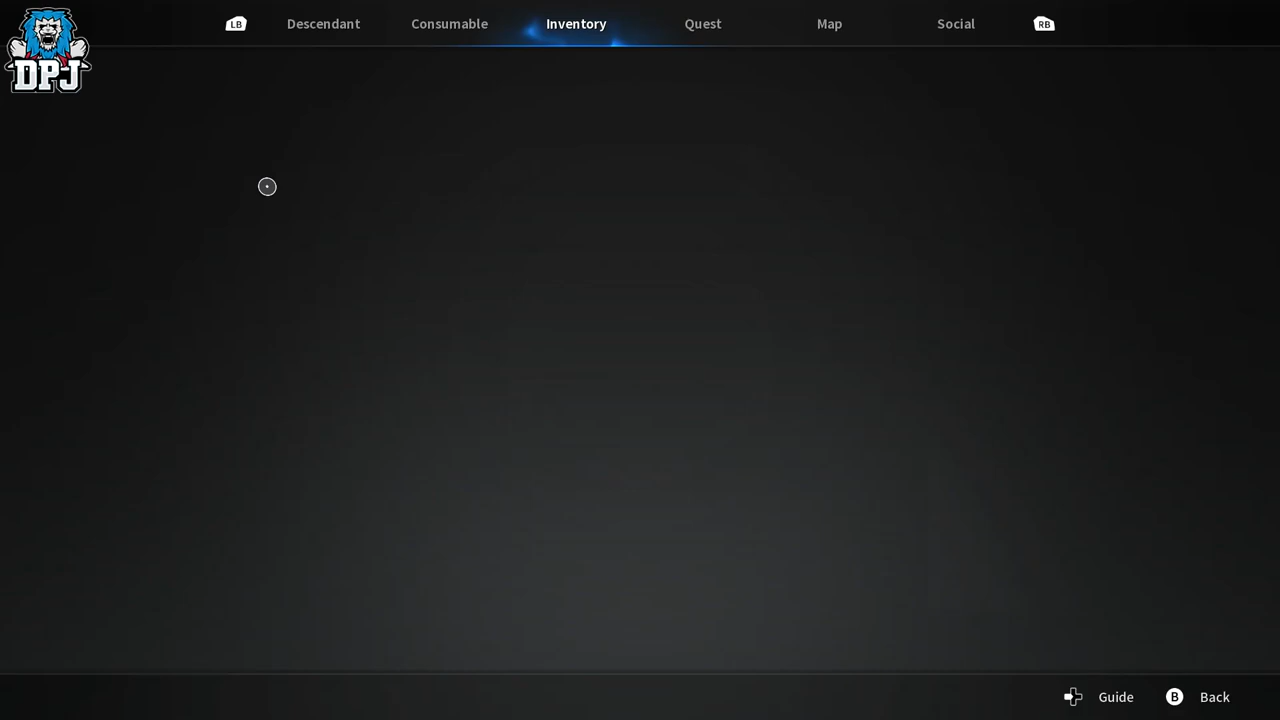 LB Descendant Consumable Inventory Quest Map Social RB
DPJ
Guide B Back